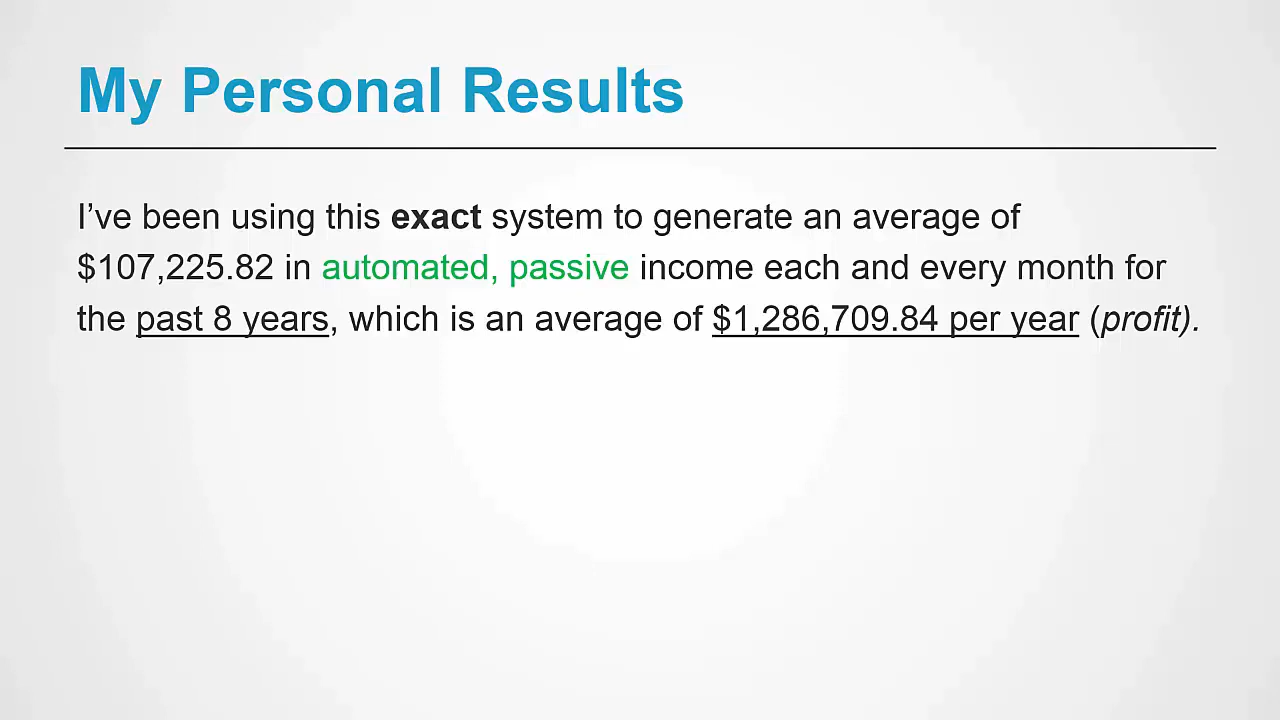 My Personal Results
I’ve been using this exact system to generate an average of
$107,225.82 in automated, passive income each and every month for
the past 8 years, which is an average of $1,286,709.84 per year (profit).